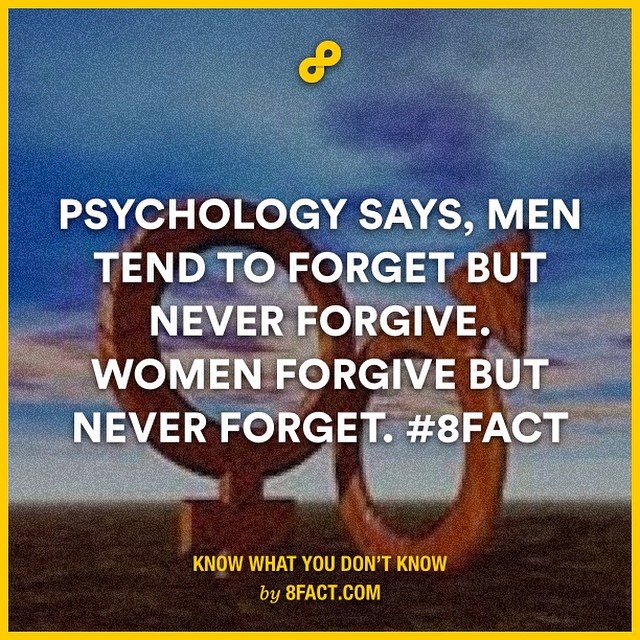 PSYCHOLOGY SAYS, MEN
TEND TO FORGET BUT
NEVER FORGIVE.
WOMEN FORGIVE BUT
NEVER FORGET. #8FACT
KNOW WHAT YOU DON'T KNOW
by 8FACT.COM